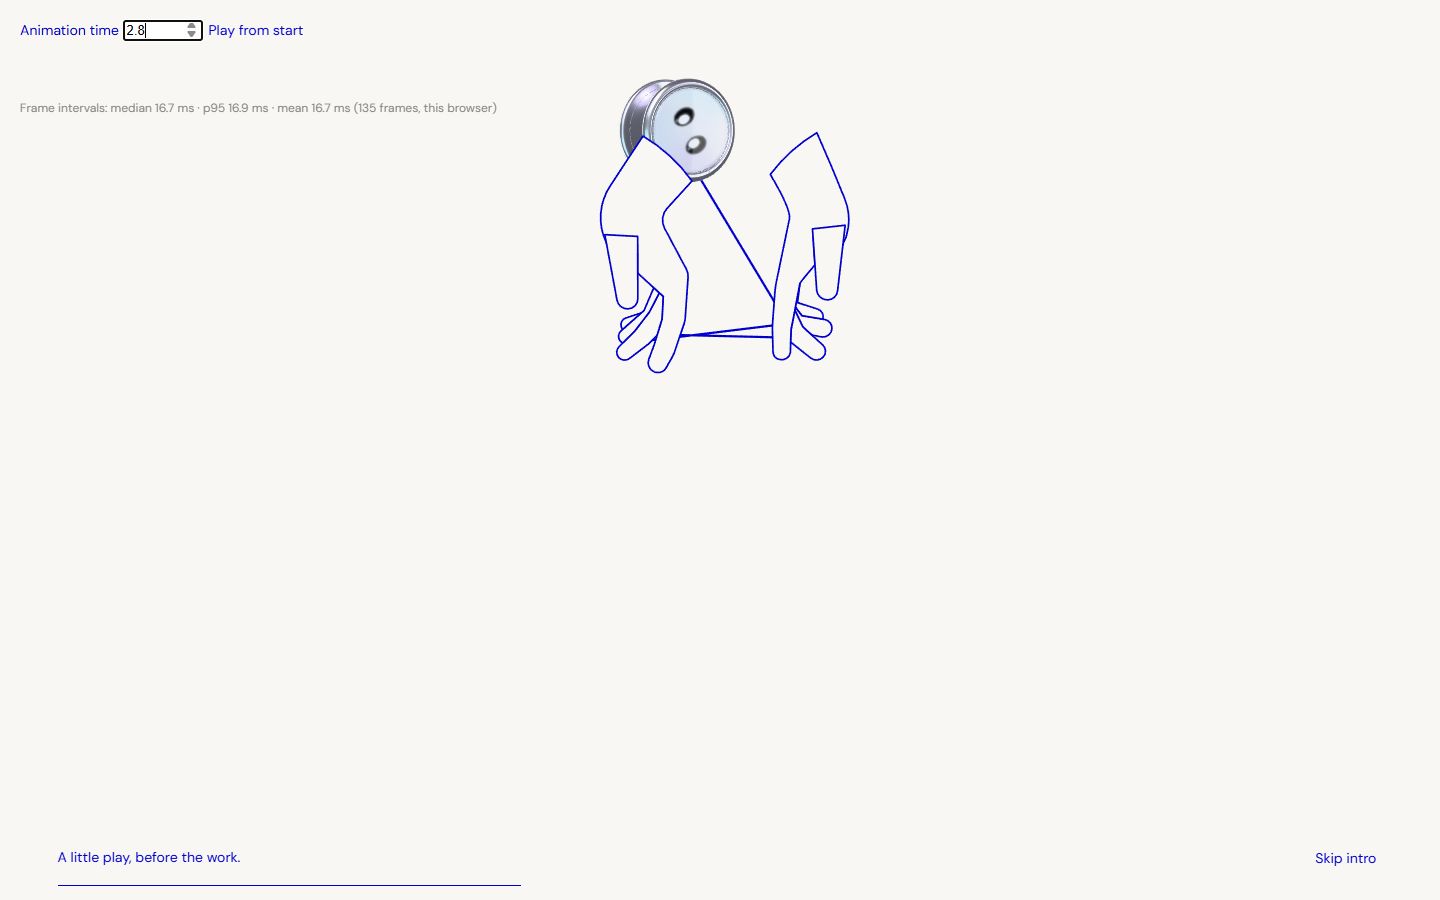 Animation time 2.8 Play from start
Frame intervals: median 16.7 ms · p95 16.9 ms · mean 16.7 ms (135 frames, this browser)
A little play, before the work.
Skip intro